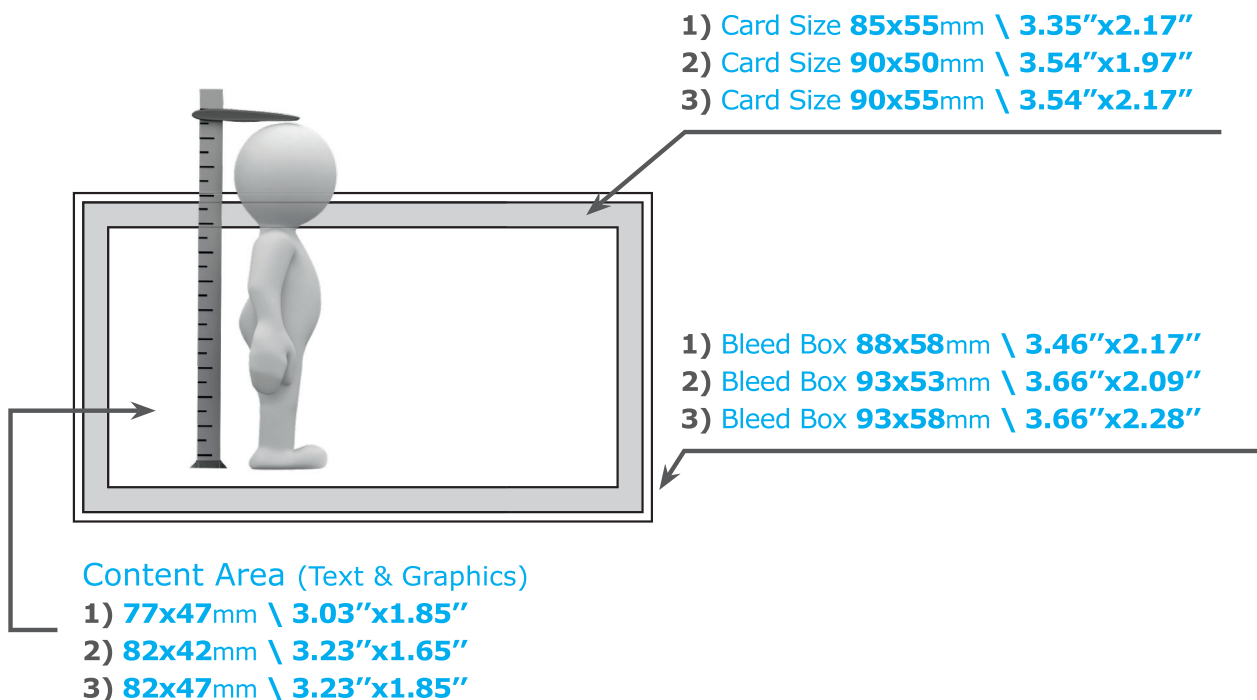 1) Card Size 85x55mm \ 3.35″x2.17″
2) Card Size 90x50mm \ 3.54″x1.97″
3) Card Size 90x55mm \ 3.54″x2.17″
1) Bleed Box 88x58mm \ 3.46″x2.17″
2) Bleed Box 93x53mm \ 3.66″x2.09″
3) Bleed Box 93x58mm \ 3.66″x2.28″
Content Area (Text & Graphics)
1) 77x47mm \ 3.03″x1.85″
2) 82x42mm \ 3.23″x1.65″
3) 82x47mm \ 3.23″x1.85″